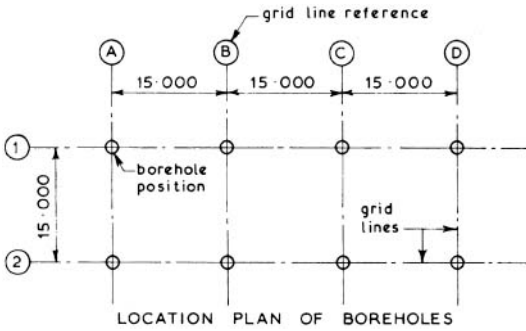 grid line reference
A B C D
15·000 15·000 15·000
1
borehole
position
15·000
grid
lines
2
LOCATION PLAN OF BOREHOLES